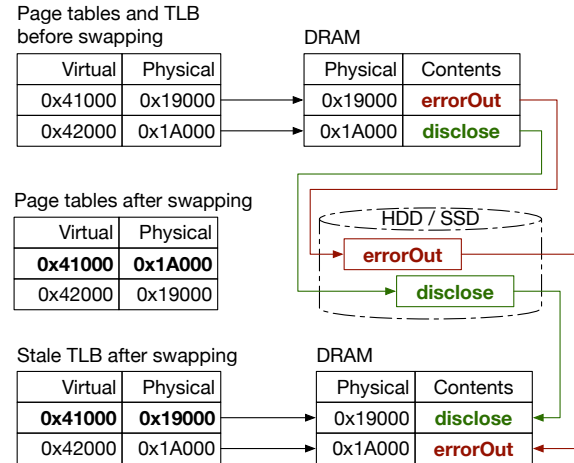 Page tables and TLB
before swapping
Virtual Physical
0x41000 0x19000
0x42000 0x1A000
DRAM
Physical Contents
0x19000 errorOut
0x1A000 disclose
Page tables after swapping
Virtual Physical
0x41000 0x1A000
0x42000 0x19000
HDD / SSD
errorOut
disclose
Stale TLB after swapping
Virtual Physical
0x41000 0x19000
0x42000 0x1A000
DRAM
Physical Contents
0x19000 disclose
0x1A000 errorOut